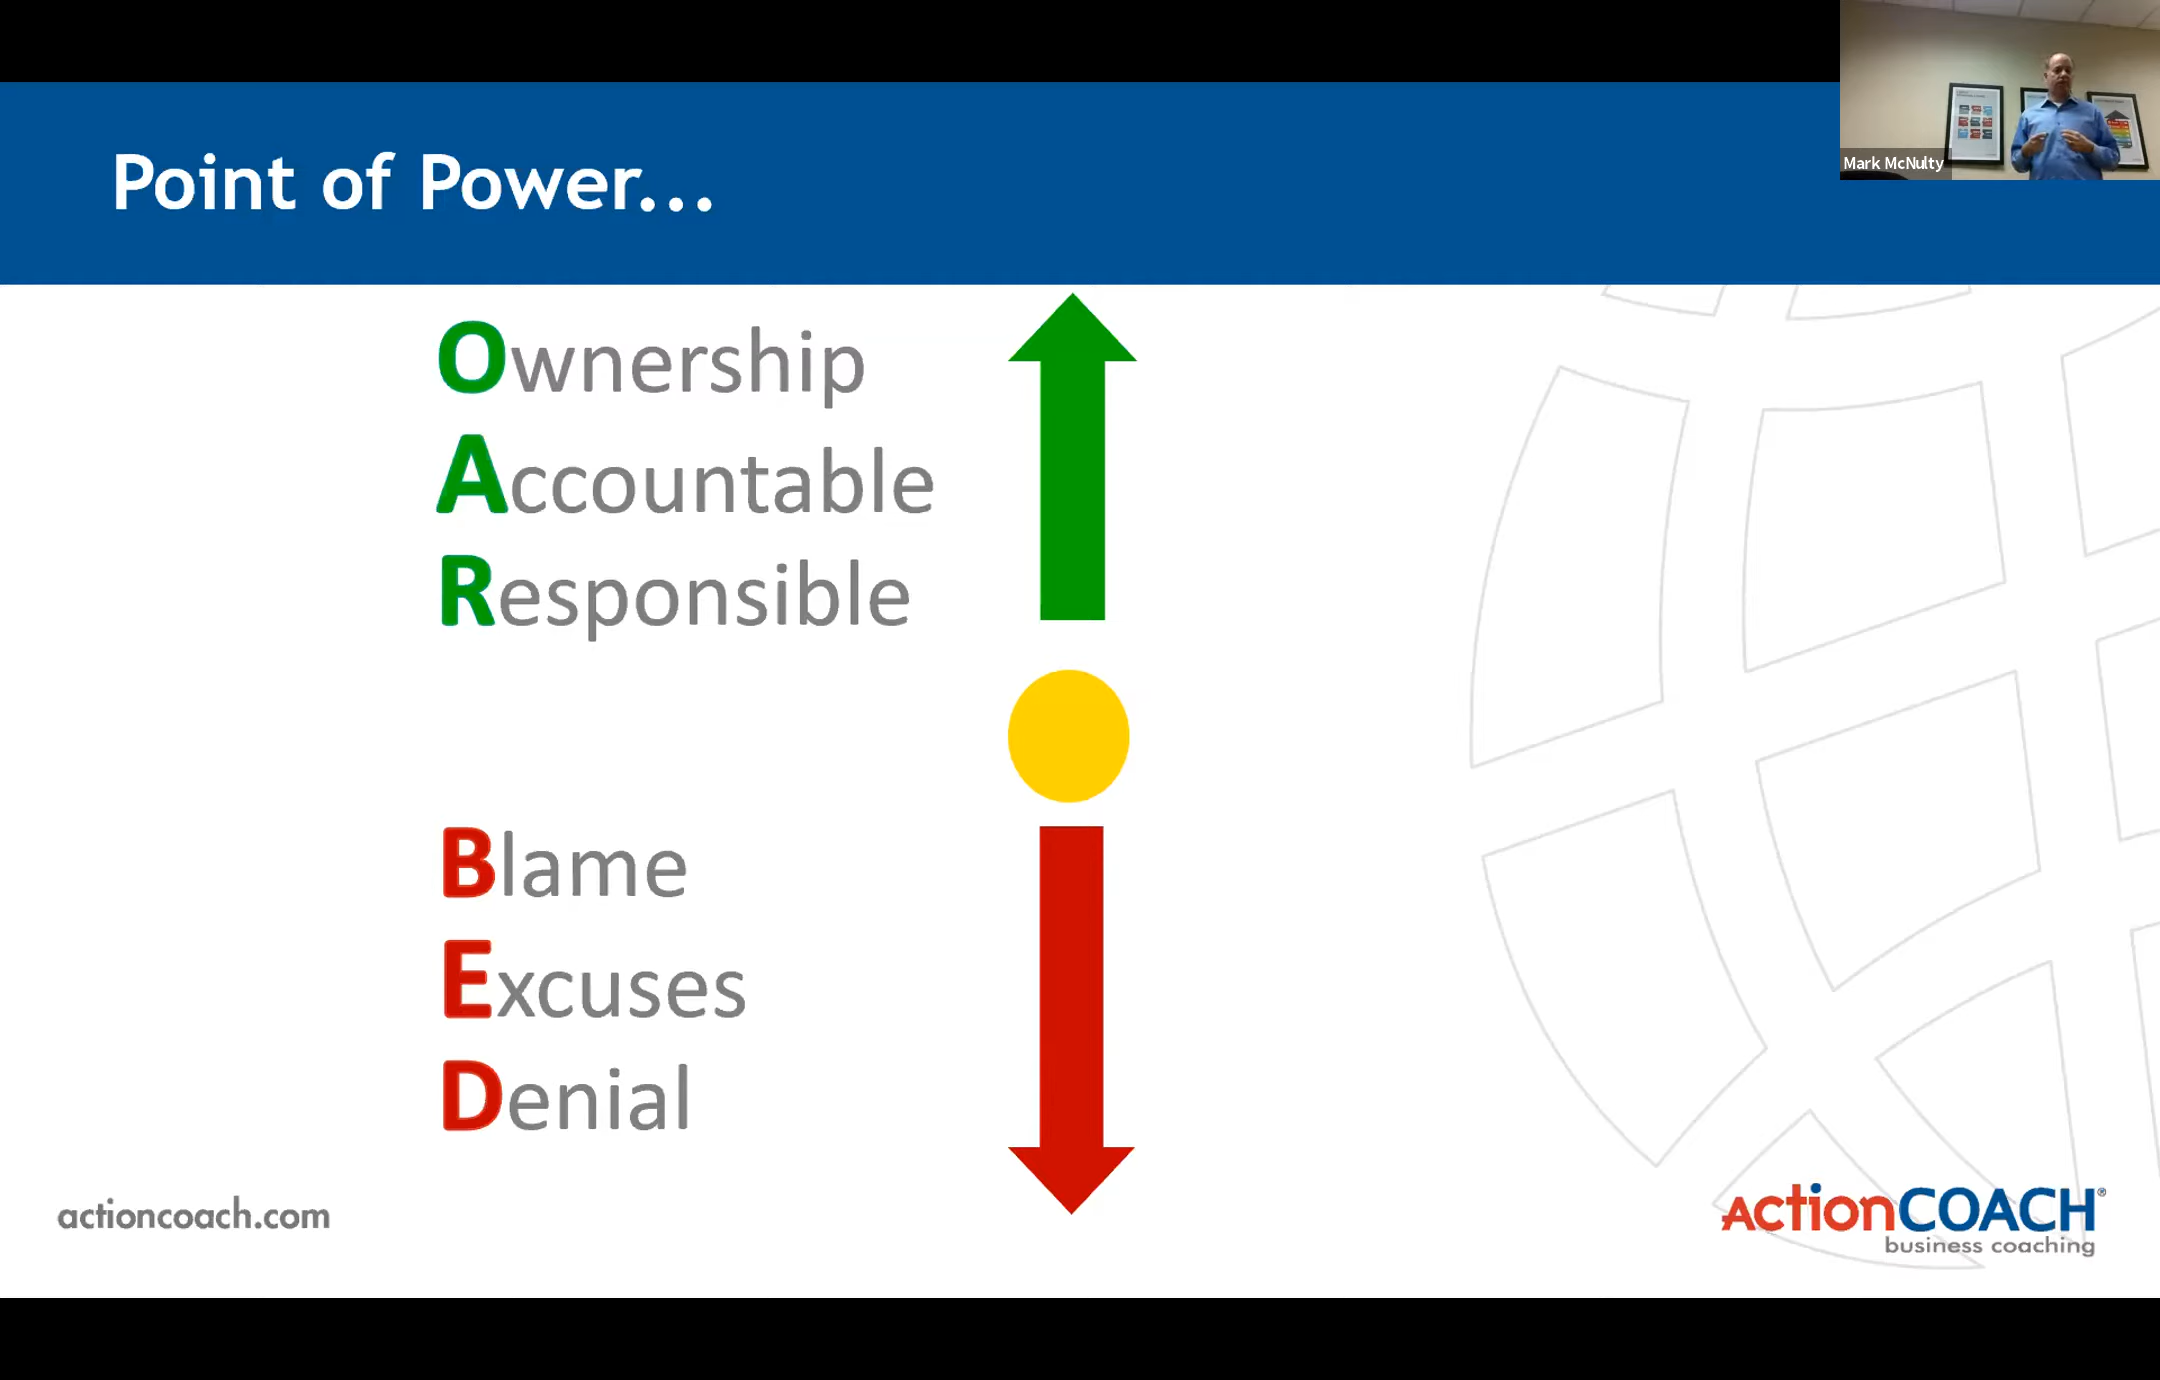 Point of Power...
Mark McNulty
Ownership
Accountable
Responsible
Blame
Excuses
Denial
actioncoach.com
ActionCOACH®
business coaching